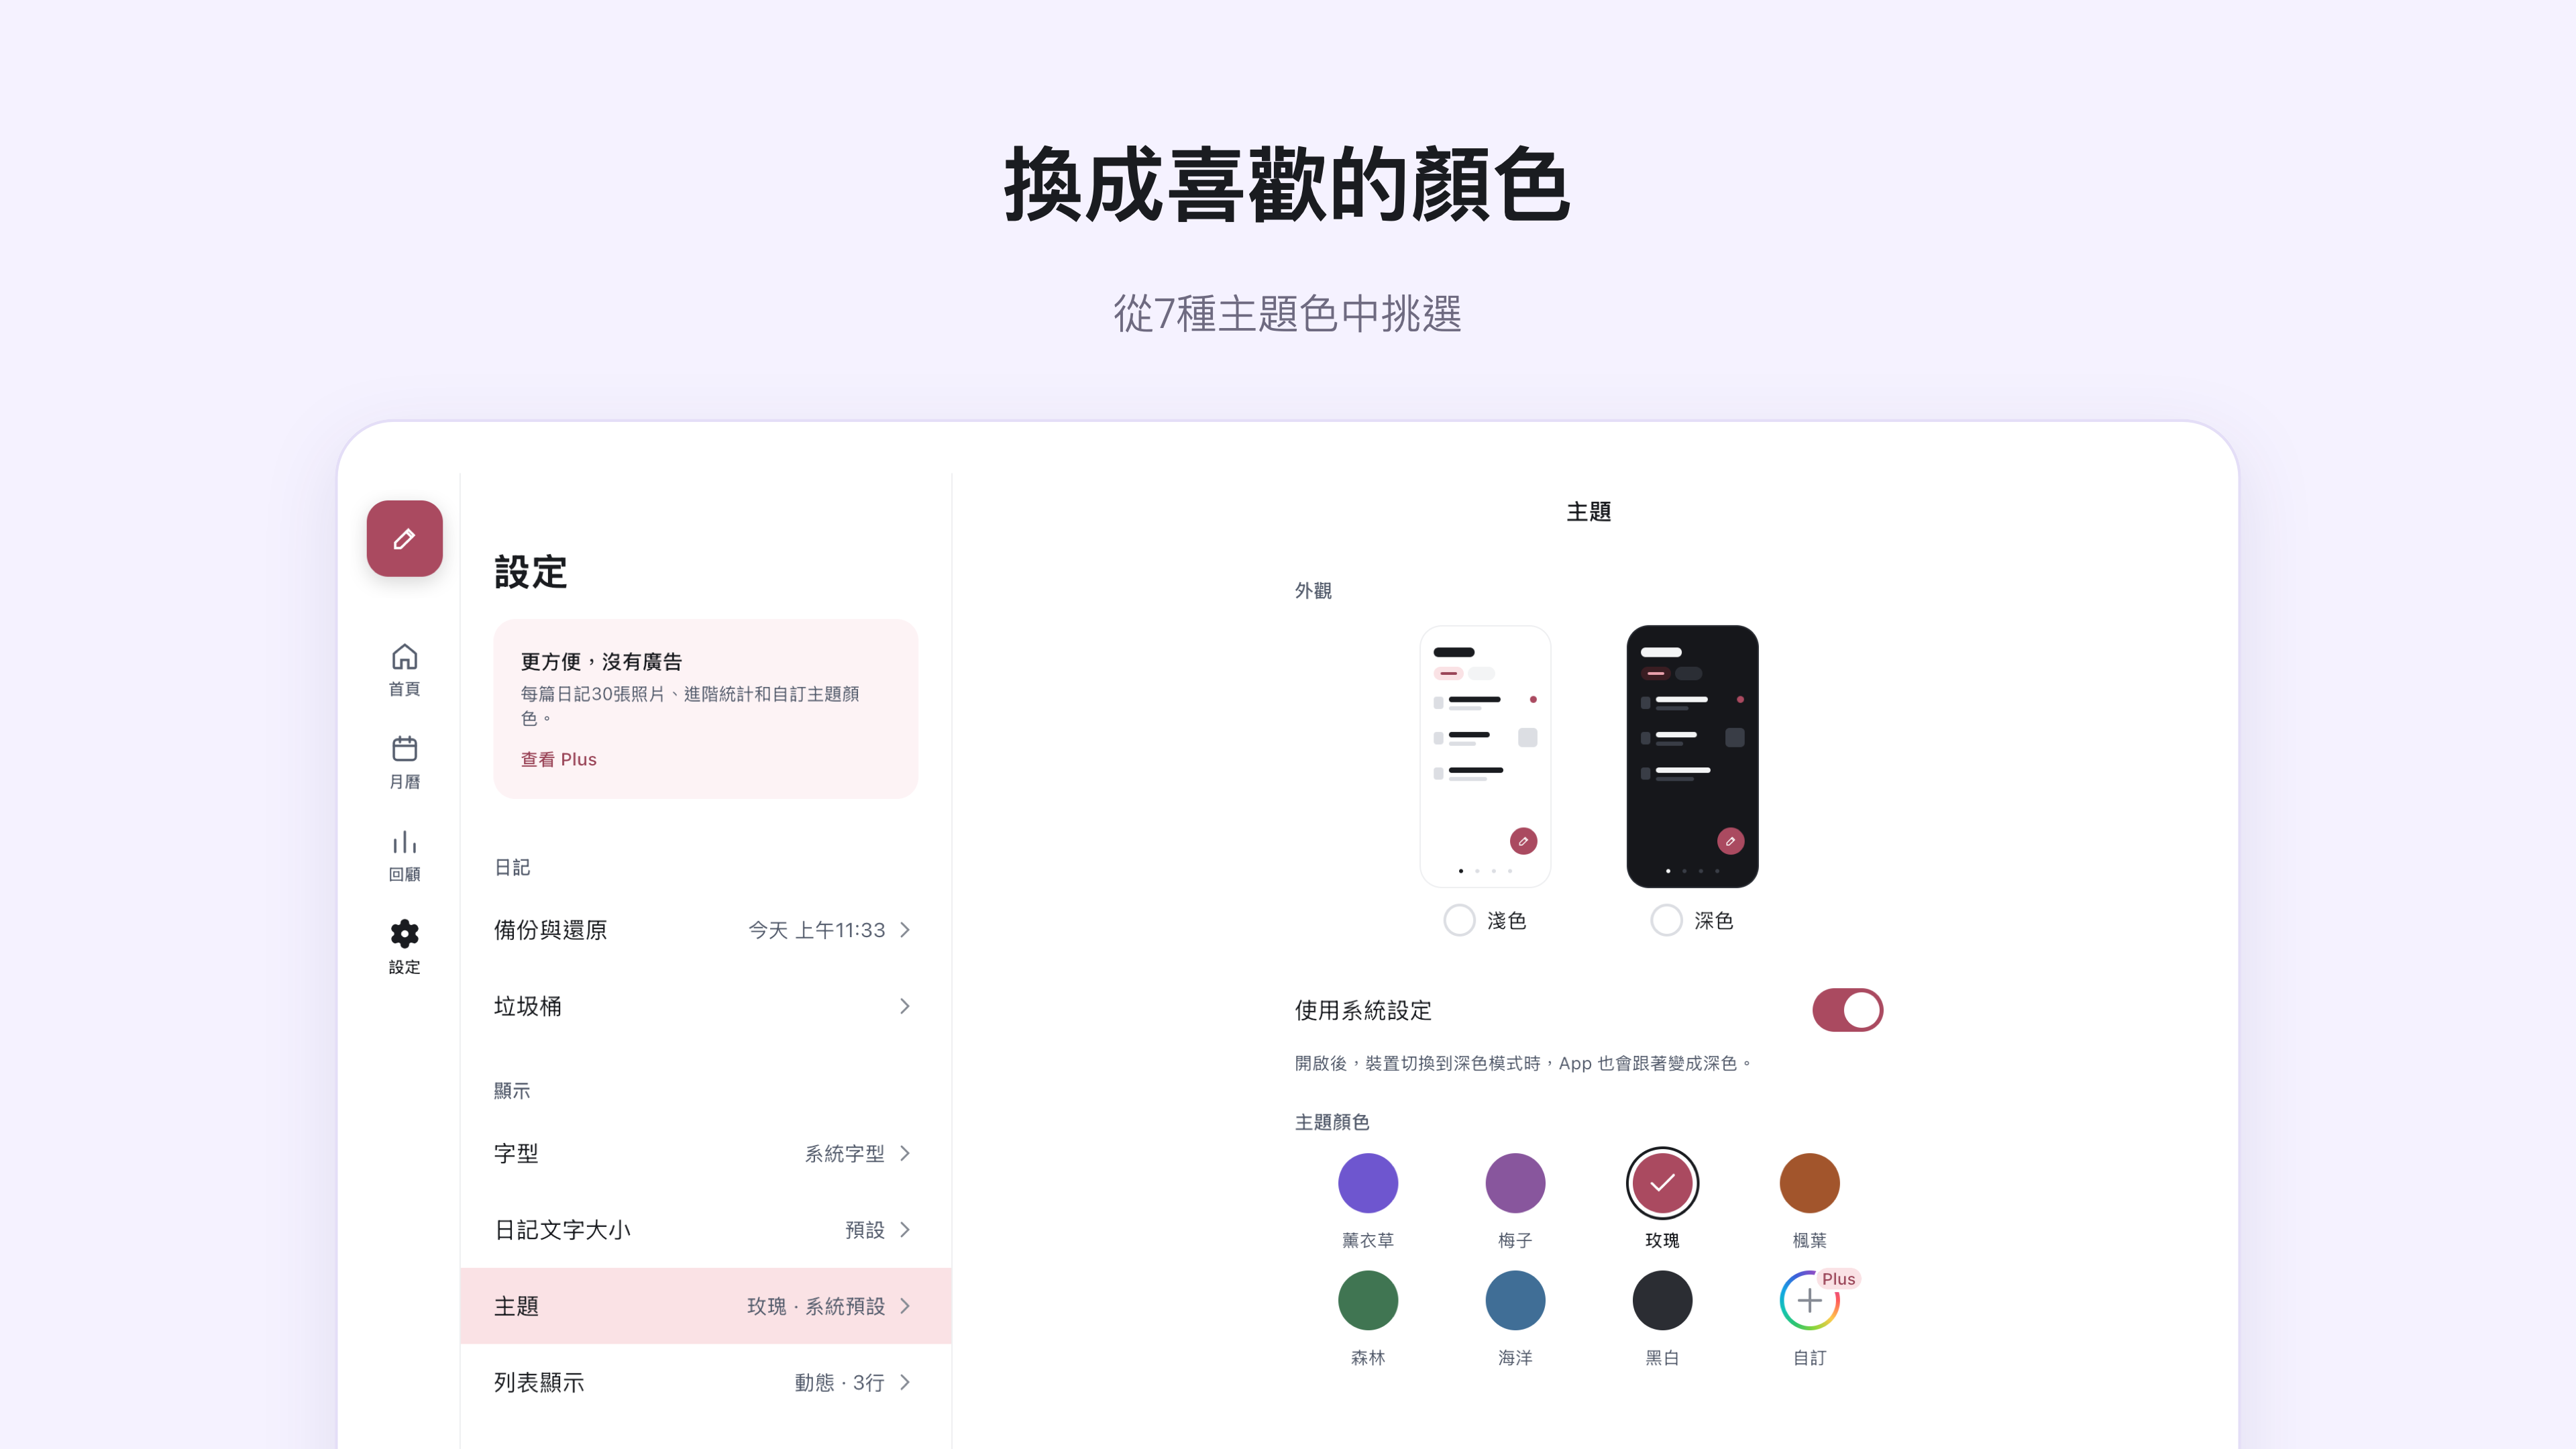 換成喜歡的顏色
從7種主題色中挑選
首頁
月曆
回顧
設定
設定
更方便，沒有廣告
每篇日記30張照片、進階統計和自訂主題顏
色。
查看 Plus
日記
備份與還原 今天 上午11:33
垃圾桶
顯示
字型 系統字型
日記文字大小 預設
主題 玫瑰 · 系統預設
列表顯示 動態 · 3行
主題
外觀
淺色 深色
使用系統設定
開啟後，裝置切換到深色模式時，App 也會跟著變成深色。
主題顏色
薰衣草 梅子 玫瑰 楓葉
Plus
森林 海洋 黑白 自訂